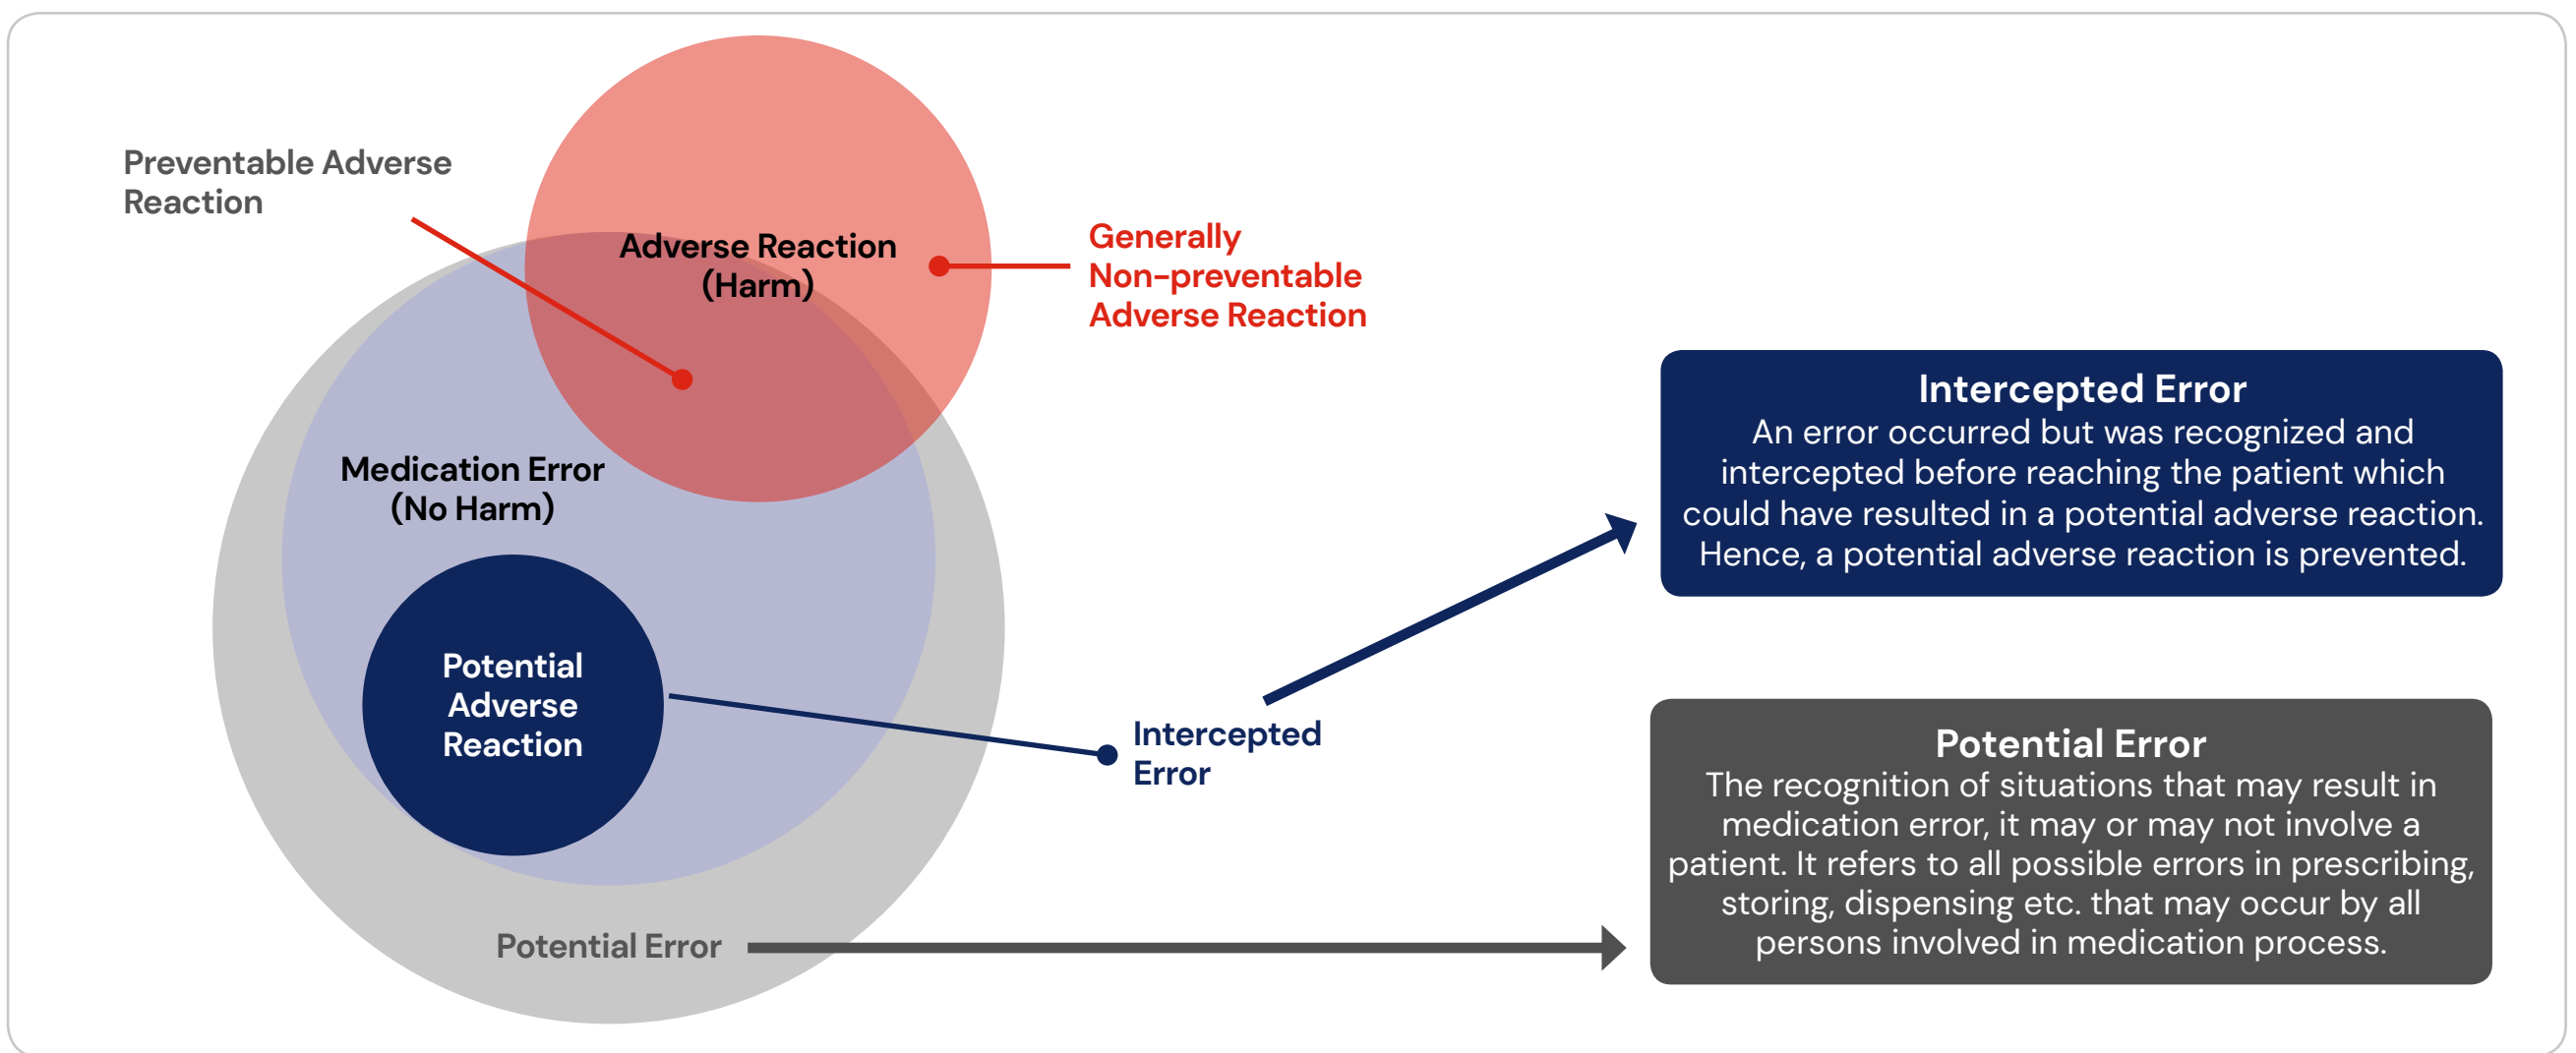 Preventable Adverse
Reaction
Adverse Reaction
(Harm)
Generally
Non-preventable
Adverse Reaction
Medication Error
(No Harm)
Potential
Adverse
Reaction
Intercepted
Error
Potential Error
Intercepted Error
An error occurred but was recognized and
intercepted before reaching the patient which
could have resulted in a potential adverse reaction.
Hence, a potential adverse reaction is prevented.
Potential Error
The recognition of situations that may result in
medication error, it may or may not involve a
patient. It refers to all possible errors in prescribing,
storing, dispensing etc. that may occur by all
persons involved in medication process.